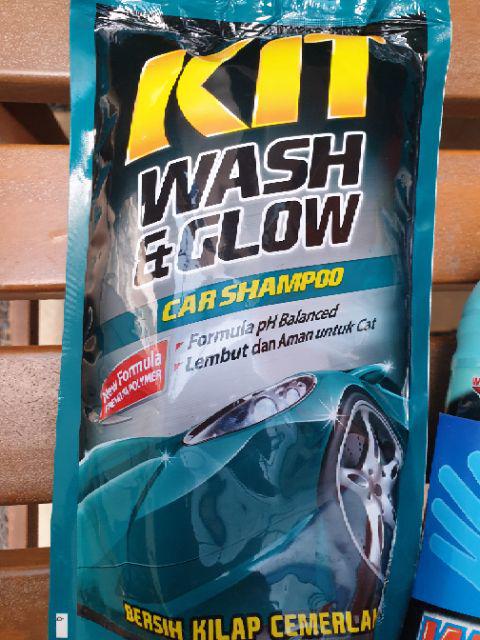 KIT
WASH
& GLOW
CAR SHAMPOO
Formula pH Balanced
Lembut dan Aman untuk Cat
New Formula
PREMIUM POLYMER
BERSIH KILAP